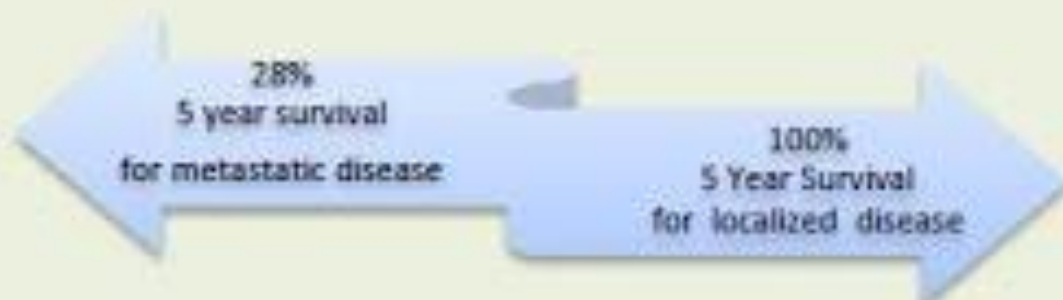 28%
5 year survival
for metastatic disease
100%
5 Year Survival
for localized disease